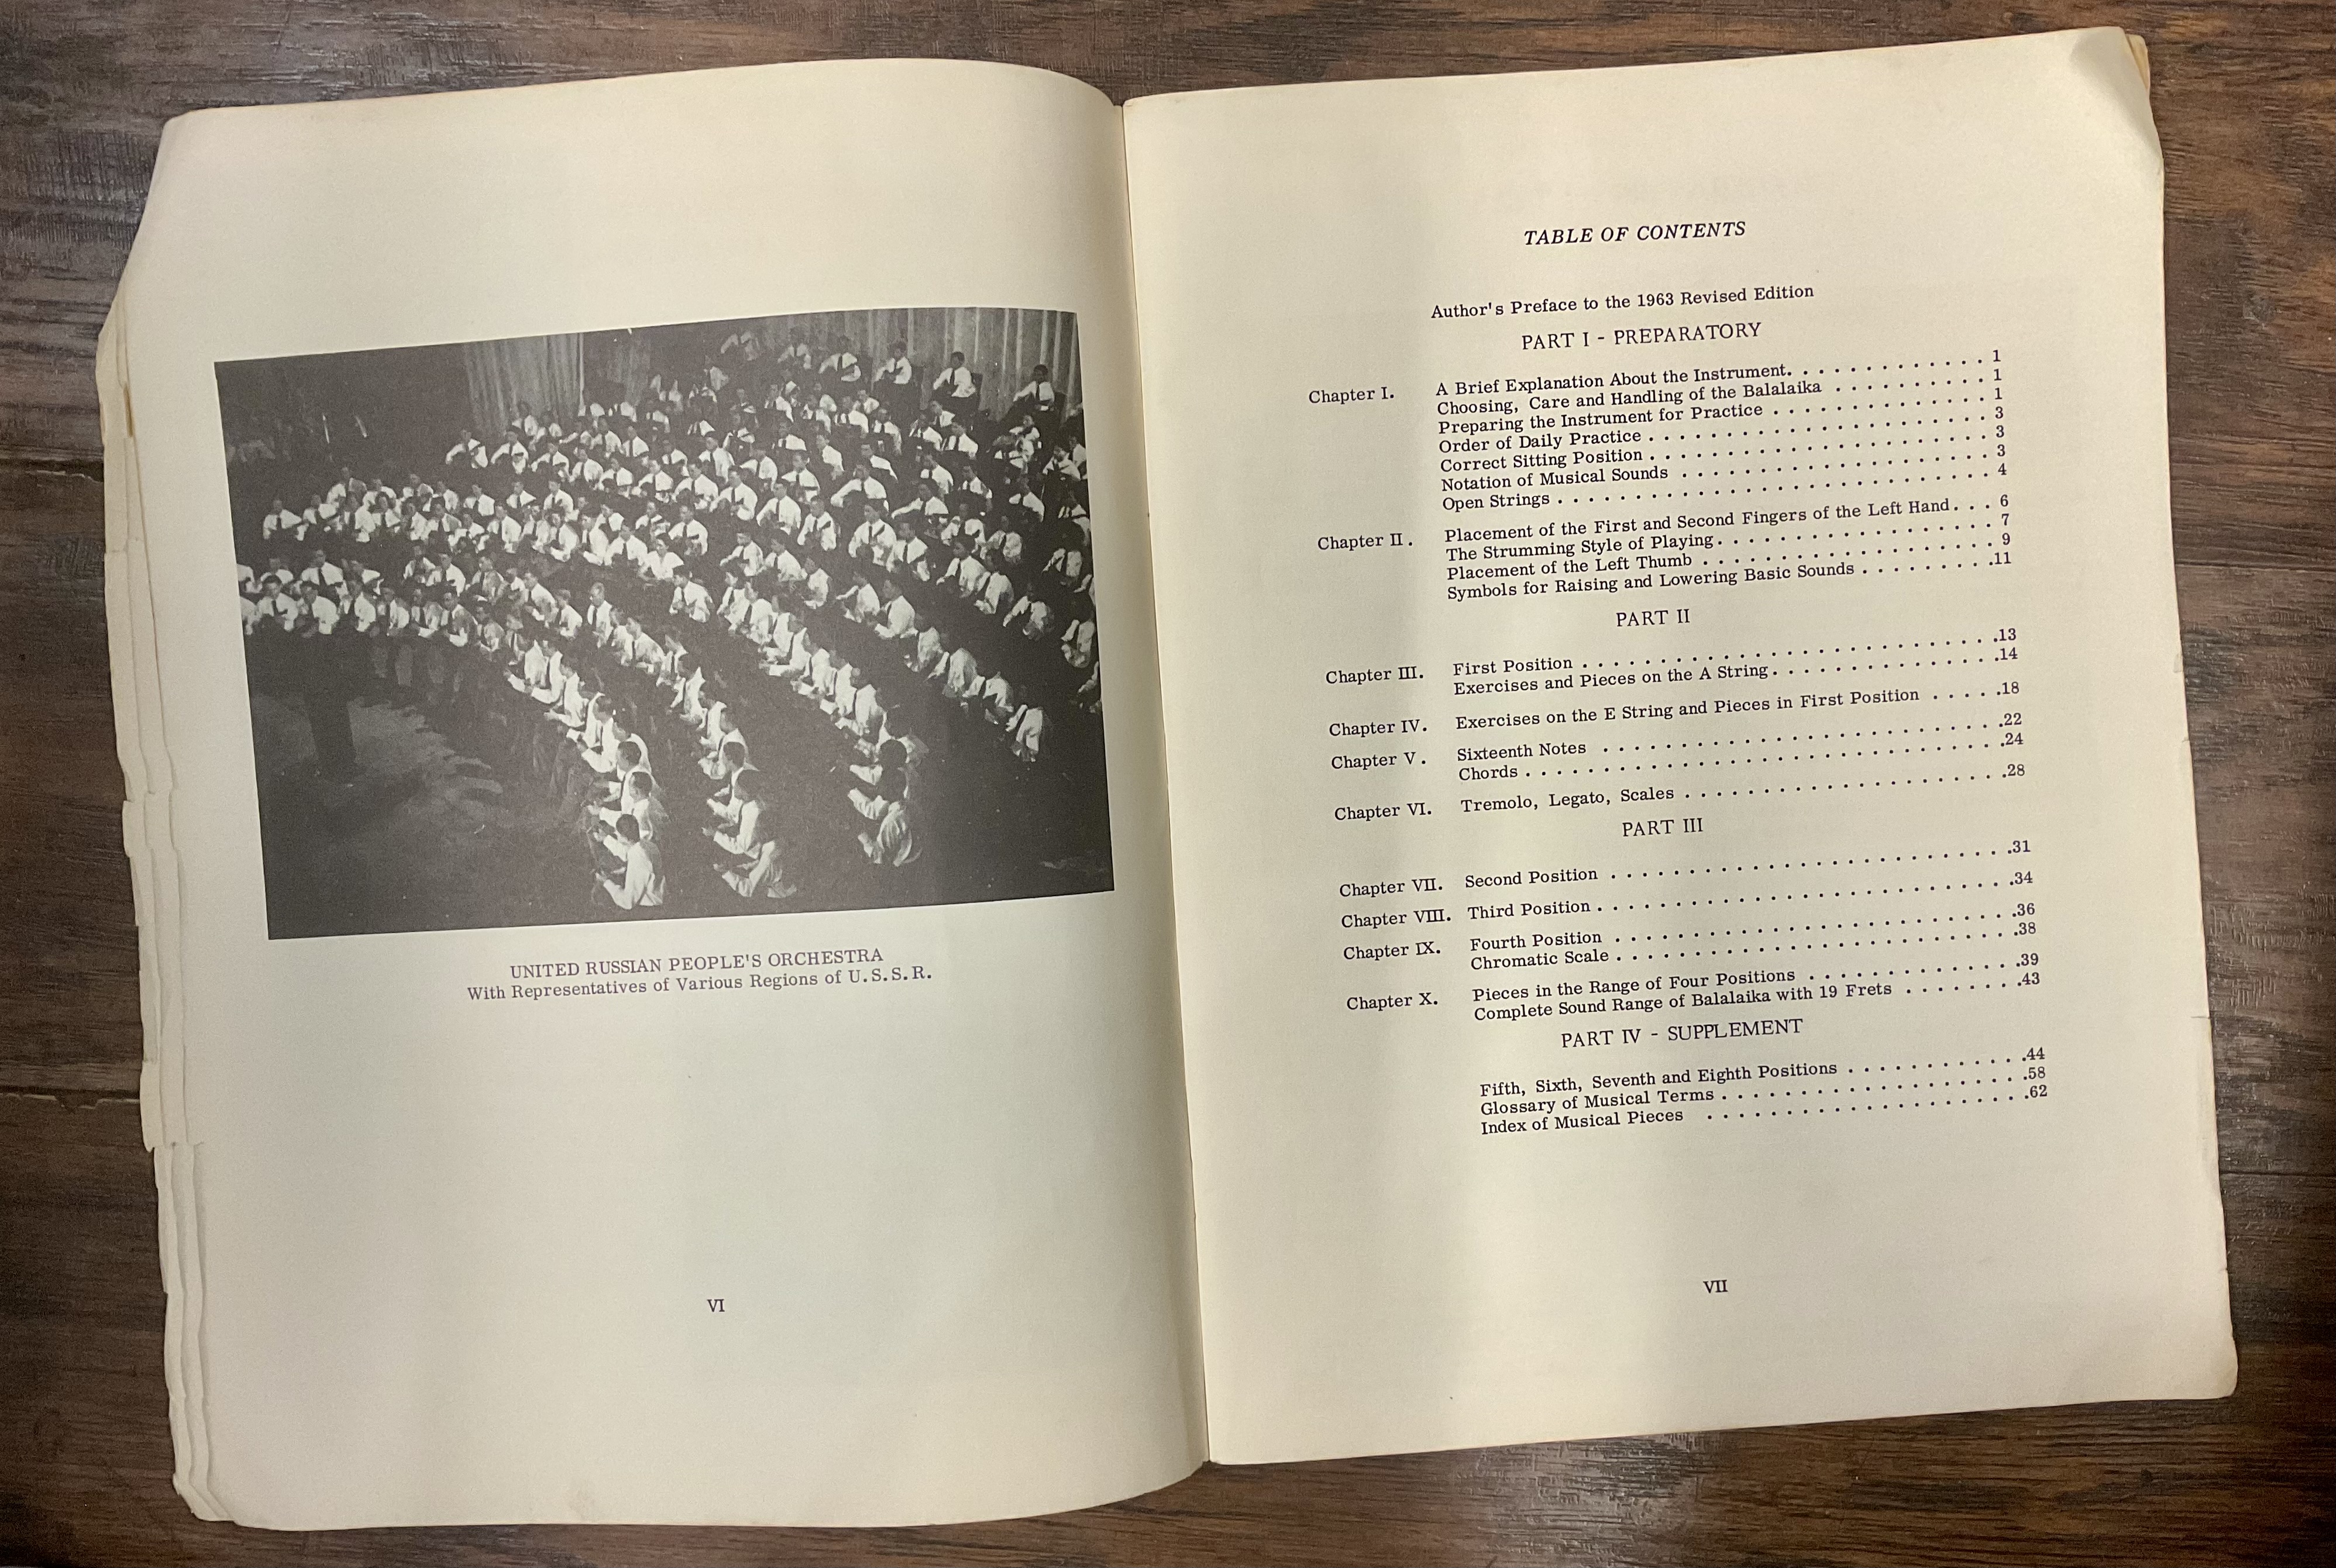 UNITED RUSSIAN PEOPLE'S ORCHESTRA
With Representatives of Various Regions of U.S.S.R.
VI
TABLE OF CONTENTS
Author's Preface to the 1963 Revised Edition
PART I - PREPARATORY
Chapter I. A Brief Explanation About the Instrument. . . . . . . . . . . . 1
Choosing, Care and Handling of the Balalaika . . . . . . . . . 1
Preparing the Instrument for Practice . . . . . . . . . . . . . 1
Order of Daily Practice . . . . . . . . . . . . . . . . . . . . 3
Correct Sitting Position . . . . . . . . . . . . . . . . . . . . 3
Notation of Musical Sounds . . . . . . . . . . . . . . . . . . 3
Open Strings . . . . . . . . . . . . . . . . . . . . . . . . . 4
Chapter II. Placement of the First and Second Fingers of the Left Hand. . . 6
The Strumming Style of Playing. . . . . . . . . . . . . . . . 7
Placement of the Left Thumb . . . . . . . . . . . . . . . . . 9
Symbols for Raising and Lowering Basic Sounds . . . . . . . .11
PART II
Chapter III. First Position . . . . . . . . . . . . . . . . . . . . . . . .13
Exercises and Pieces on the A String. . . . . . . . . . . . . .14
Chapter IV. Exercises on the E String and Pieces in First Position . . . . .18
Chapter V. Sixteenth Notes . . . . . . . . . . . . . . . . . . . . . . .22
Chords . . . . . . . . . . . . . . . . . . . . . . . . . . . .24
Chapter VI. Tremolo, Legato, Scales . . . . . . . . . . . . . . . . . . .28
PART III
Chapter VII. Second Position . . . . . . . . . . . . . . . . . . . . . . .31
Chapter VIII. Third Position . . . . . . . . . . . . . . . . . . . . . . . .34
Chapter IX. Fourth Position . . . . . . . . . . . . . . . . . . . . . . .36
Chromatic Scale . . . . . . . . . . . . . . . . . . . . . . .38
Chapter X. Pieces in the Range of Four Positions . . . . . . . . . . . .39
Complete Sound Range of Balalaika with 19 Frets . . . . . . .43
PART IV - SUPPLEMENT
Fifth, Sixth, Seventh and Eighth Positions . . . . . . . . . . .44
Glossary of Musical Terms . . . . . . . . . . . . . . . . . .58
Index of Musical Pieces . . . . . . . . . . . . . . . . . . .62
VII